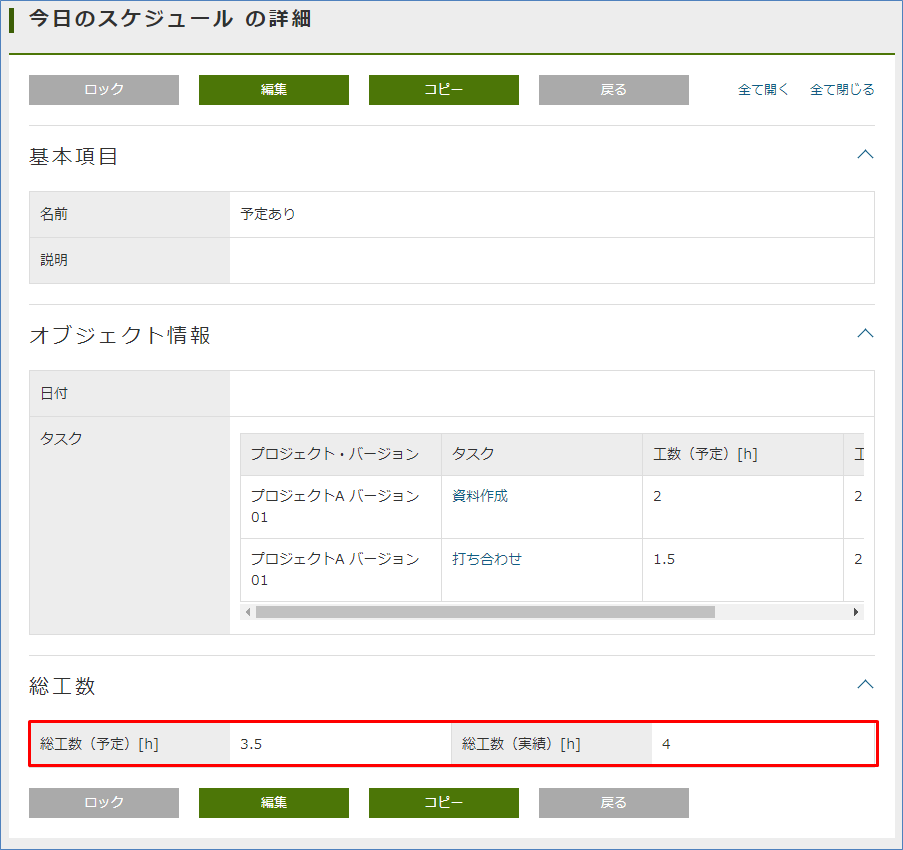 今日のスケジュール の詳細
ロック 編集 コピー 戻る 全て開く 全て閉じる
基本項目
名前 予定あり
説明
オブジェクト情報
日付
タスク
プロジェクト・バージョン タスク 工数（予定）[h] 工
プロジェクトA バージョン 資料作成 2 2
01
プロジェクトA バージョン 打ち合わせ 1.5 2
01
総工数
総工数（予定）[h] 3.5 総工数（実績）[h] 4
ロック 編集 コピー 戻る